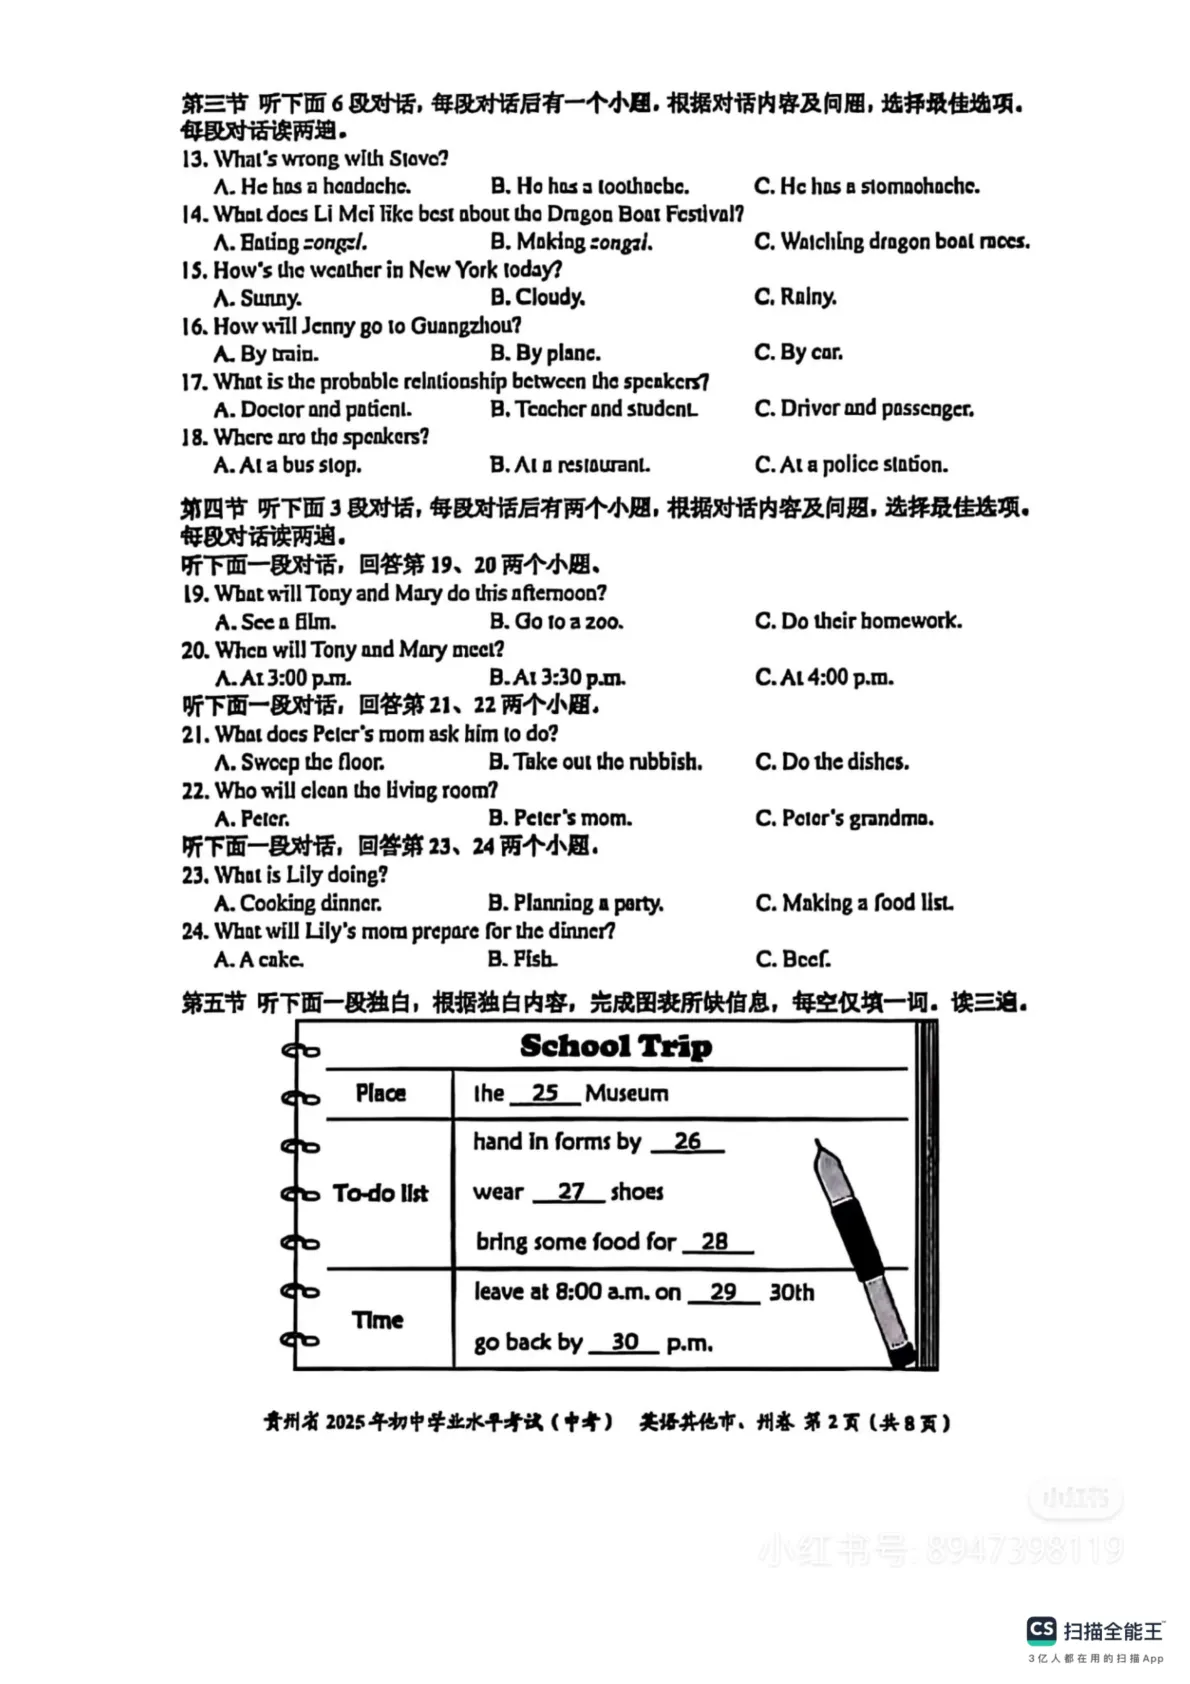 第三节 听下面6段对话，每段对话后有一个小题，根据对话内容及问题，选择最佳选项。
每段对话读两遍。
13. What's wrong with Steve?
A. He has a headache. B. He has a toothache. C. He has a stomachache.
14. What does Li Mei like best about the Dragon Boat Festival?
A. Eating zongzi. B. Making zongzi. C. Watching dragon boat races.
15. How's the weather in New York today?
A. Sunny. B. Cloudy. C. Rainy.
16. How will Jenny go to Guangzhou?
A. By train. B. By plane. C. By car.
17. What is the probable relationship between the speakers?
A. Doctor and patient. B. Teacher and student. C. Driver and passenger.
18. Where are the speakers?
A. At a bus stop. B. At a restaurant. C. At a police station.
第四节 听下面3段对话，每段对话后有两个小题，根据对话内容及问题，选择最佳选项。
每段对话读两遍。
听下面一段对话，回答第19、20两个小题。
19. What will Tony and Mary do this afternoon?
A. See a film. B. Go to a zoo. C. Do their homework.
20. When will Tony and Mary meet?
A. At 3:00 p.m. B. At 3:30 p.m. C. At 4:00 p.m.
听下面一段对话，回答第21、22两个小题。
21. What does Peter's mom ask him to do?
A. Sweep the floor. B. Take out the rubbish. C. Do the dishes.
22. Who will clean the living room?
A. Peter. B. Peter's mom. C. Peter's grandma.
听下面一段对话，回答第23、24两个小题。
23. What is Lily doing?
A. Cooking dinner. B. Planning a party. C. Making a food list.
24. What will Lily's mom prepare for the dinner?
A. A cake. B. Fish. C. Beef.
第五节 听下面一段独白，根据独白内容，完成图表所缺信息，每空仅填一词。读三遍。
School Trip
Place the 25 Museum
hand in forms by 26
To-do list wear 27 shoes
bring some food for 28
leave at 8:00 a.m. on 29 30th
Time
go back by 30 p.m.
贵州省2025年初中学业水平考试（中考） 英语其他市、州卷 第2页（共8页）
小红书
小红书号: 8947398119
CS 扫描全能王
3亿人都在用的扫描App